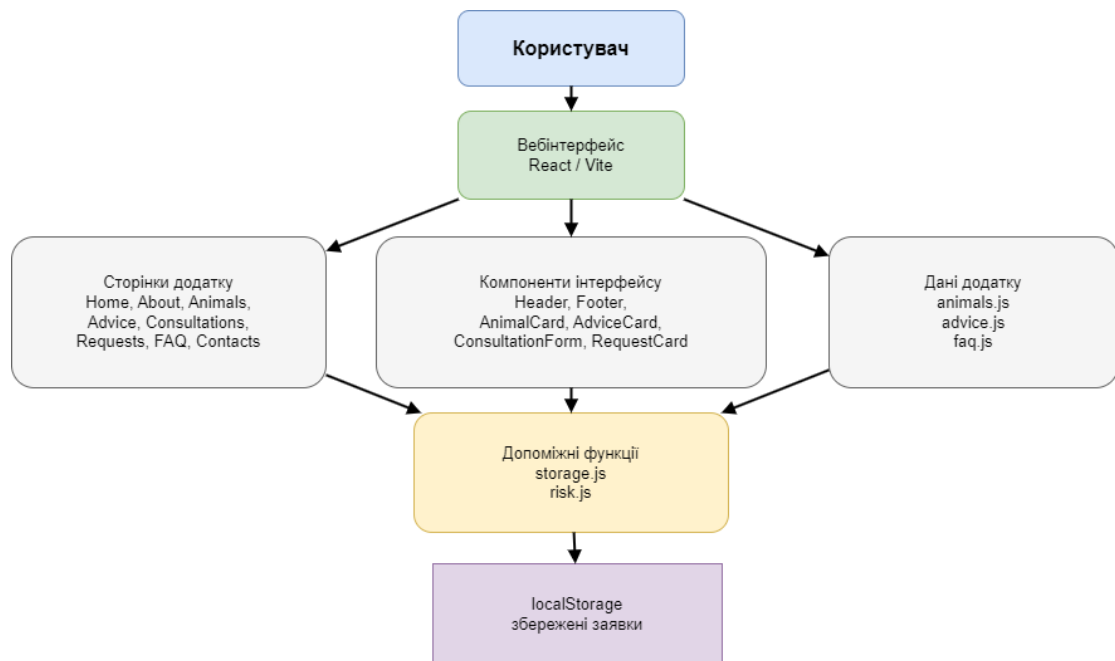 Користувач
Вебінтерфейс
React / Vite
Сторінки додатку
Home, About, Animals,
Advice, Consultations,
Requests, FAQ, Contacts
Компоненти інтерфейсу
Header, Footer,
AnimalCard, AdviceCard,
ConsultationForm, RequestCard
Дані додатку
animals.js
advice.js
faq.js
Допоміжні функції
storage.js
risk.js
localStorage
збережені заявки